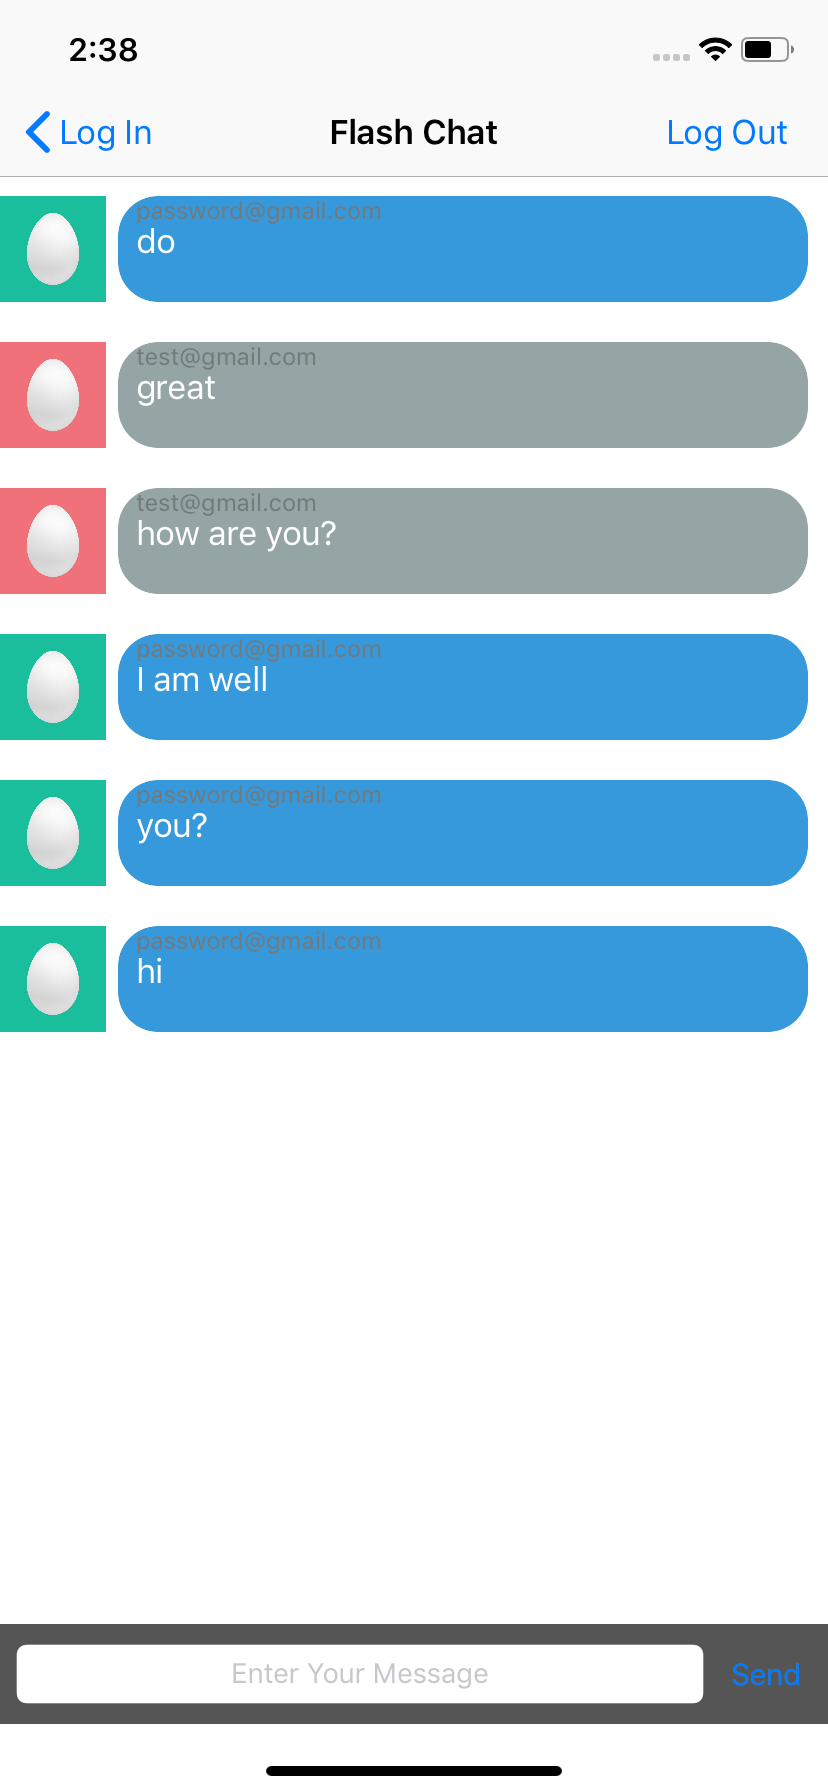 2:38
Log In
Flash Chat
Log Out
password@gmail.com
do
test@gmail.com
great
test@gmail.com
how are you?
password@gmail.com
I am well
password@gmail.com
you?
password@gmail.com
hi
Enter Your Message
Send